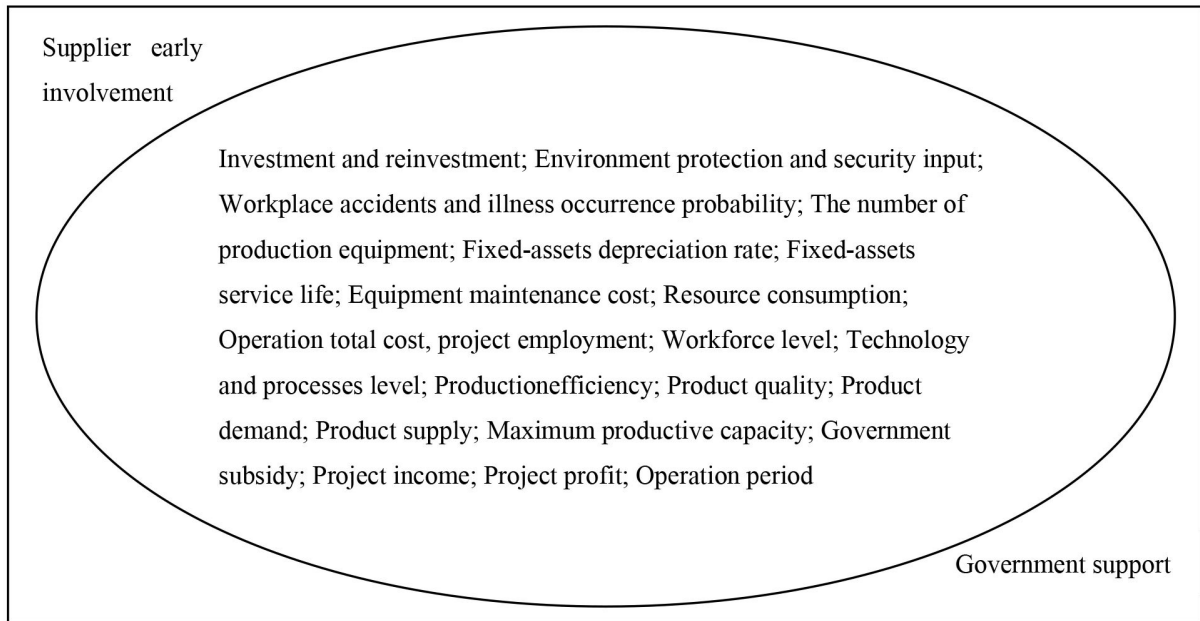 Supplier early
involvement
Investment and reinvestment; Environment protection and security input;
Workplace accidents and illness occurrence probability; The number of
production equipment; Fixed-assets depreciation rate; Fixed-assets
service life; Equipment maintenance cost; Resource consumption;
Operation total cost, project employment; Workforce level; Technology
and processes level; Productionefficiency; Product quality; Product
demand; Product supply; Maximum productive capacity; Government
subsidy; Project income; Project profit; Operation period
Government support